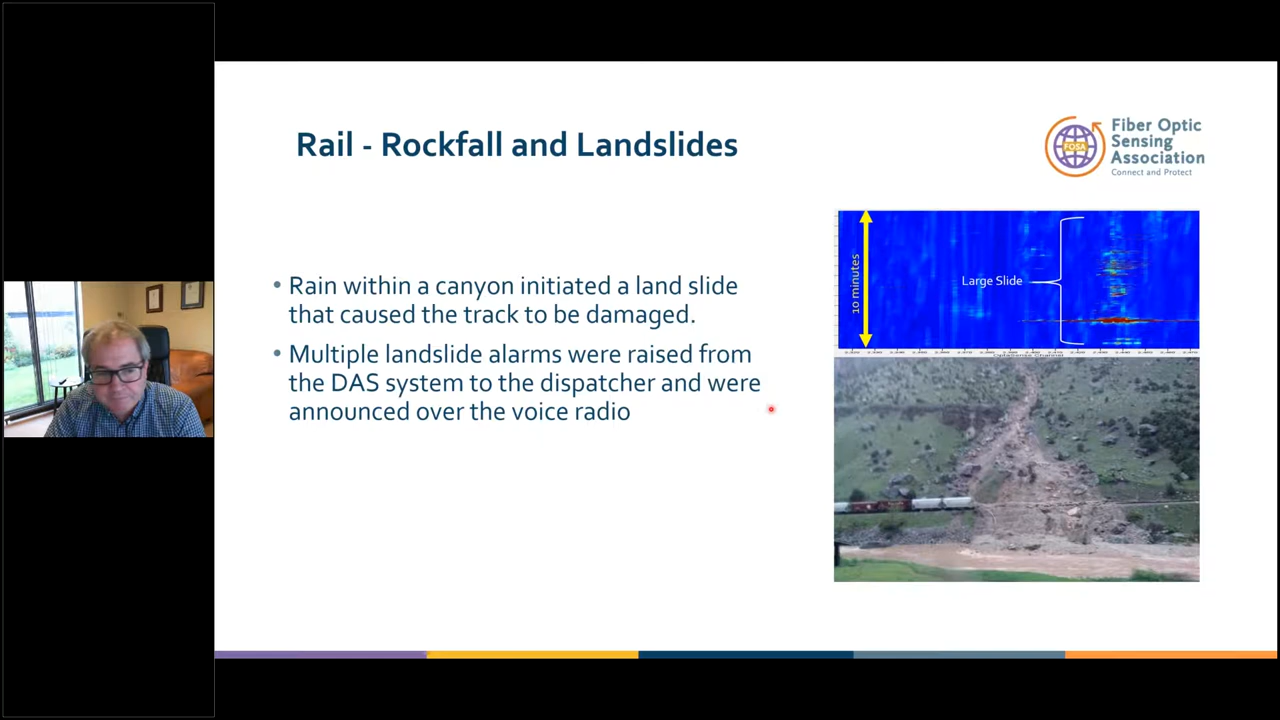 Rail - Rockfall and Landslides
FOSA
Fiber Optic
Sensing
Association
Connect and Protect
• Rain within a canyon initiated a land slide
that caused the track to be damaged.
• Multiple landslide alarms were raised from
the DAS system to the dispatcher and were
announced over the voice radio
10 minutes
Large Slide
OptaSense Channel